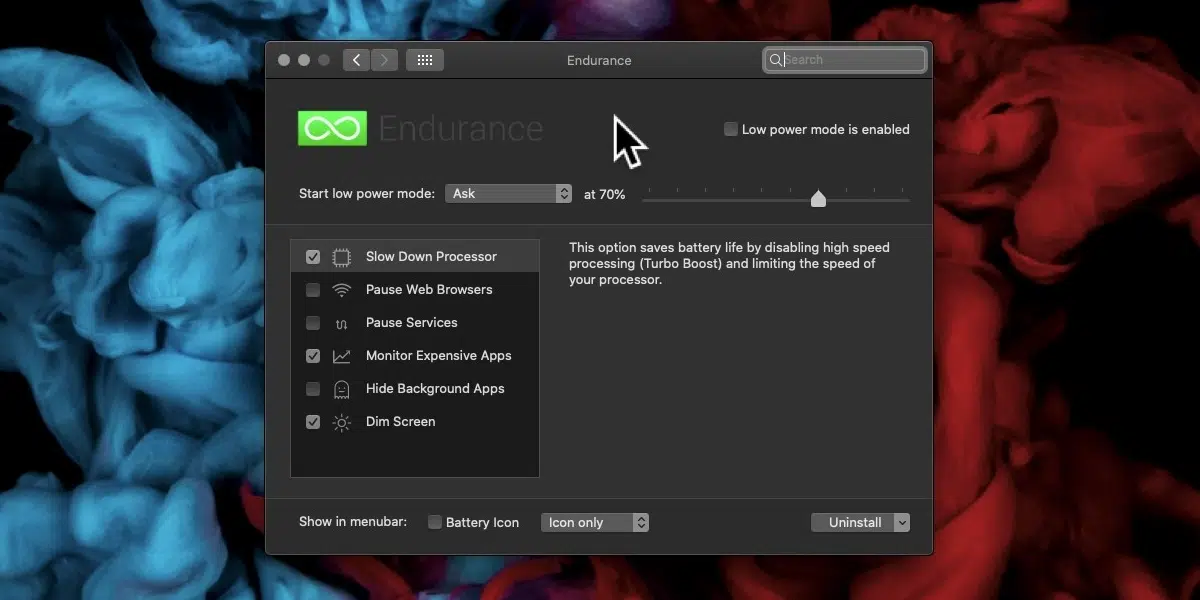 Endurance
Search
Endurance
Low power mode is enabled
Start low power mode: Ask at 70%
Slow Down Processor
Pause Web Browsers
Pause Services
Monitor Expensive Apps
Hide Background Apps
Dim Screen
This option saves battery life by disabling high speed
processing (Turbo Boost) and limiting the speed of
your processor.
Show in menubar: Battery Icon Icon only Uninstall